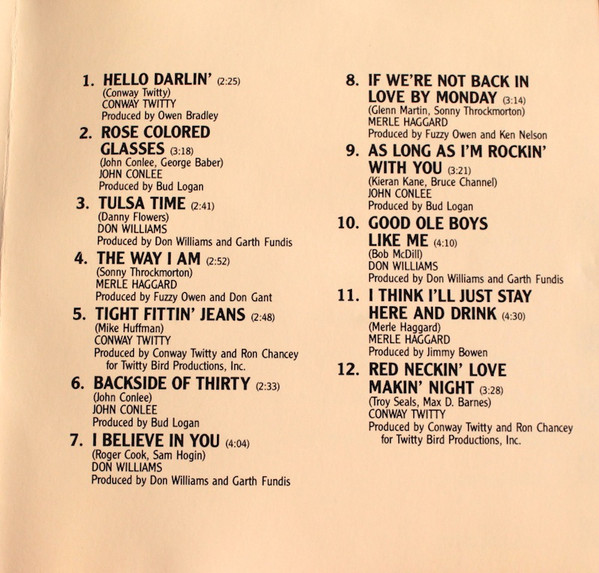 1. HELLO DARLIN' (2:25)
(Conway Twitty)
CONWAY TWITTY
Produced by Owen Bradley
2. ROSE COLORED
GLASSES (3:18)
(John Conlee, George Baber)
JOHN CONLEE
Produced by Bud Logan
3. TULSA TIME (2:41)
(Danny Flowers)
DON WILLIAMS
Produced by Don Williams and Garth Fundis
4. THE WAY I AM (2:52)
(Sonny Throckmorton)
MERLE HAGGARD
Produced by Fuzzy Owen and Don Gant
5. TIGHT FITTIN' JEANS (2:48)
(Mike Huffman)
CONWAY TWITTY
Produced by Conway Twitty and Ron Chancey
for Twitty Bird Productions, Inc.
6. BACKSIDE OF THIRTY (2:33)
(John Conlee)
JOHN CONLEE
Produced by Bud Logan
7. I BELIEVE IN YOU (4:04)
(Roger Cook, Sam Hogin)
DON WILLIAMS
Produced by Don Williams and Garth Fundis
8. IF WE'RE NOT BACK IN
LOVE BY MONDAY (3:14)
(Glenn Martin, Sonny Throckmorton)
MERLE HAGGARD
Produced by Fuzzy Owen and Ken Nelson
9. AS LONG AS I'M ROCKIN'
WITH YOU (3:21)
(Kieran Kane, Bruce Channel)
JOHN CONLEE
Produced by Bud Logan
10. GOOD OLE BOYS
LIKE ME (4:10)
(Bob McDill)
DON WILLIAMS
Produced by Don Williams and Garth Fundis
11. I THINK I'LL JUST STAY
HERE AND DRINK (4:30)
(Merle Haggard)
MERLE HAGGARD
Produced by Jimmy Bowen
12. RED NECKIN' LOVE
MAKIN' NIGHT (3:28)
(Troy Seals, Max D. Barnes)
CONWAY TWITTY
Produced by Conway Twitty and Ron Chancey
for Twitty Bird Productions, Inc.